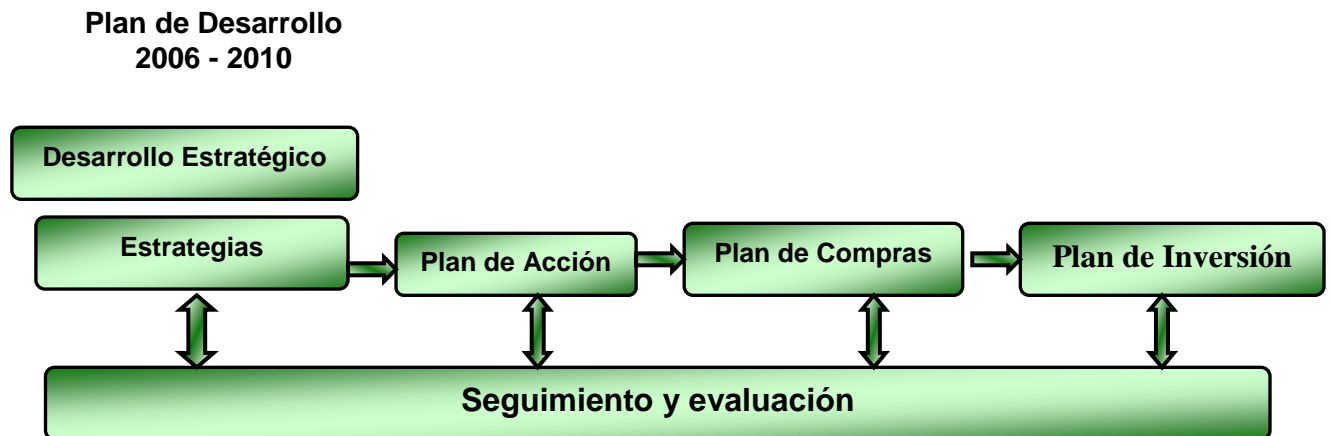 Plan de Desarrollo
2006 - 2010
Desarrollo Estratégico
Estrategias
Plan de Acción
Plan de Compras
Plan de Inversión
Seguimiento y evaluación